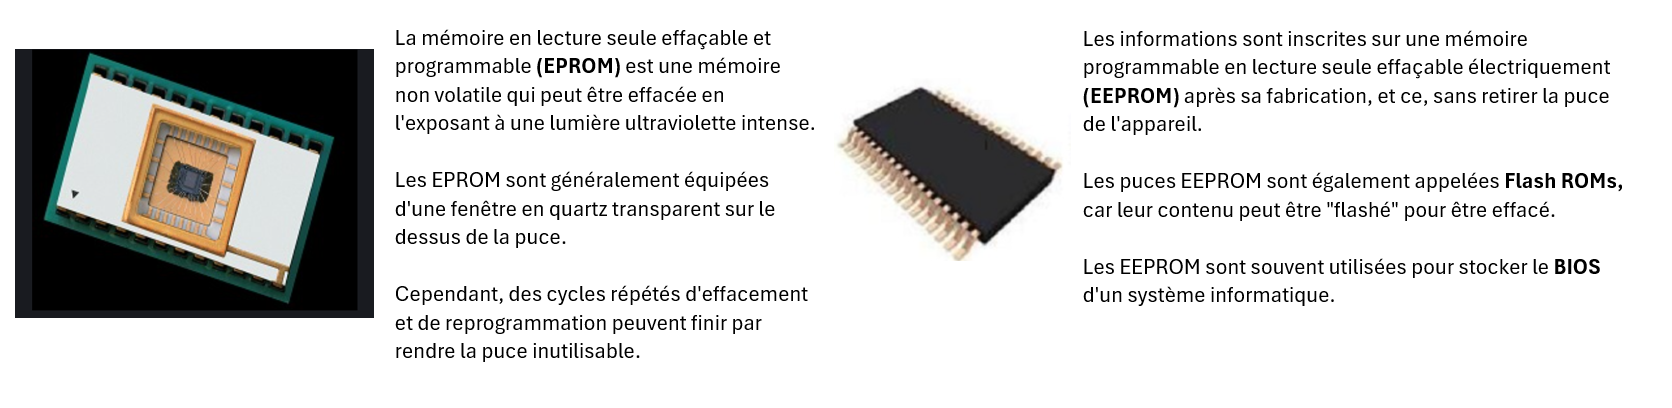 La mémoire en lecture seule effaçable et
programmable (EPROM) est une mémoire
non volatile qui peut être effacée en
l'exposant à une lumière ultraviolette intense.
Les EPROM sont généralement équipées
d'une fenêtre en quartz transparent sur le
dessus de la puce.
Cependant, des cycles répétés d'effacement
et de reprogrammation peuvent finir par
rendre la puce inutilisable.
Les informations sont inscrites sur une mémoire
programmable en lecture seule effaçable électriquement
(EEPROM) après sa fabrication, et ce, sans retirer la puce
de l'appareil.
Les puces EEPROM sont également appelées Flash ROMs,
car leur contenu peut être "flashé" pour être effacé.
Les EEPROM sont souvent utilisées pour stocker le BIOS
d'un système informatique.